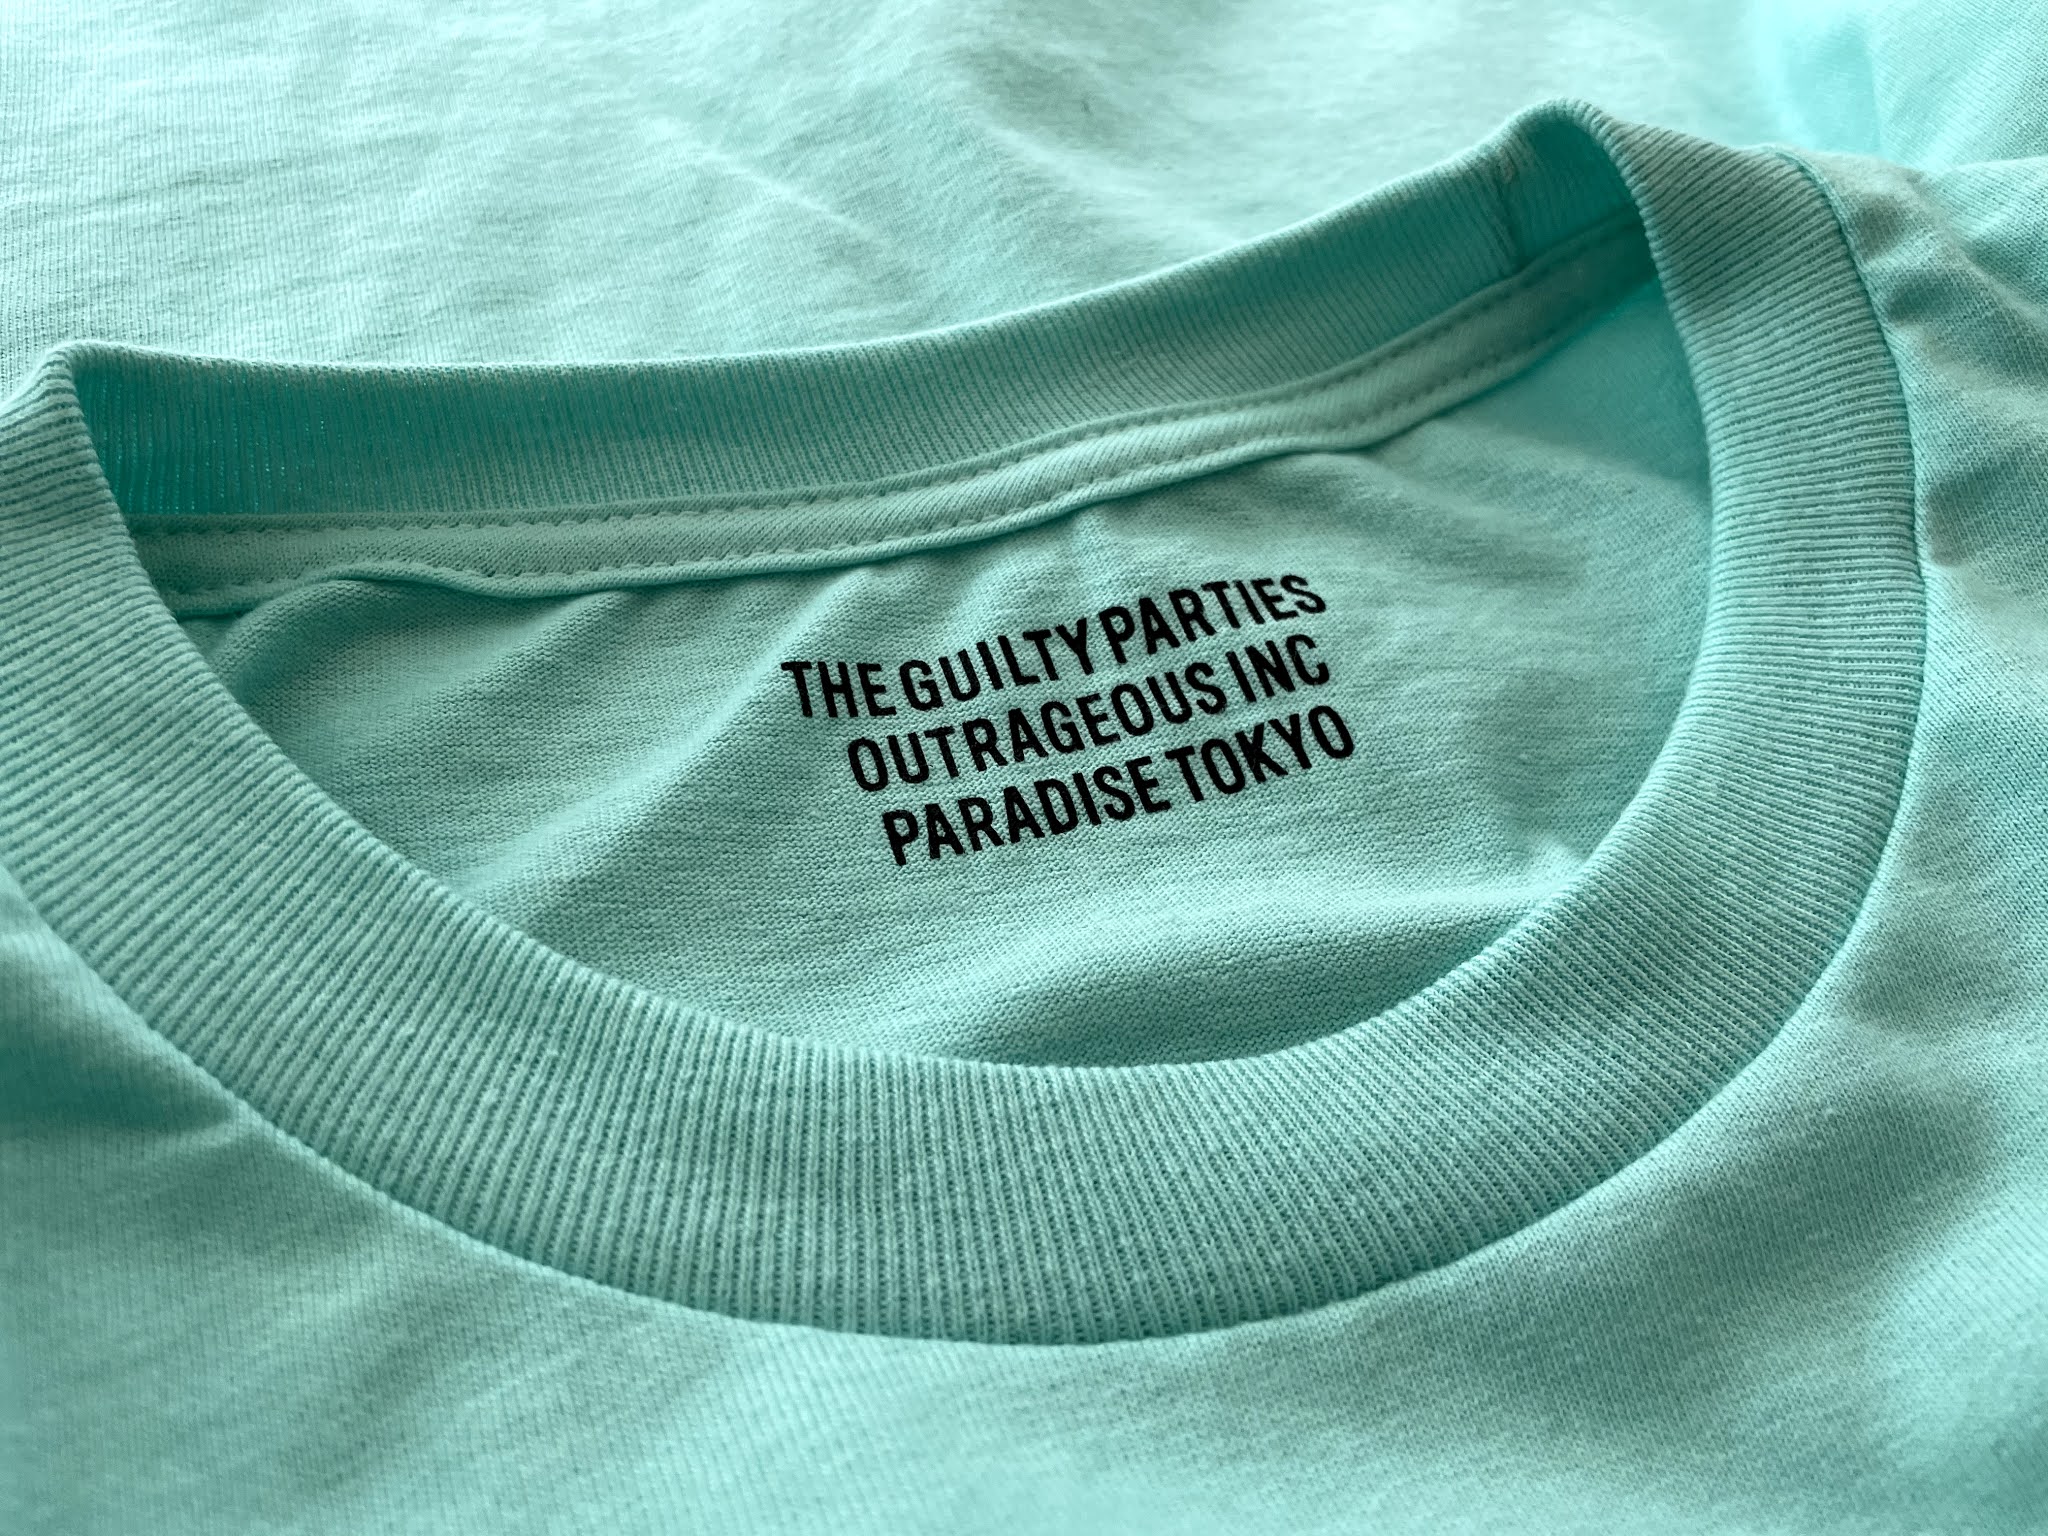 THE GUILTY PARTIES
OUTRAGEOUS INC
PARADISE TOKYO